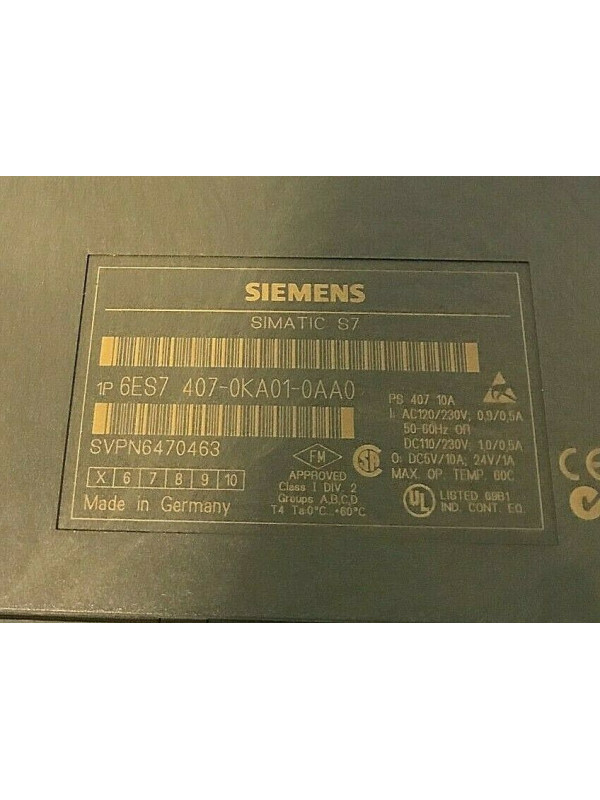 SIEMENS
SIMATIC S7
1P 6ES7 407-0KA01-0AA0
SVPN6470463
X 6 7 8 9 10
Made in Germany
FM
APPROVED
Class I DIV. 2
Groups A,B,C,D
T4 Ta:0°C...+60°C
SA
PS 407 10A
I: AC120/230V; 0,9/0,5A
50-60Hz OR
DC110/230V; 1.0/0.5A
O: DC5V/10A; 24V/1A
MAX. OP. TEMP. 60C
UL LISTED 69B1
IND. CONT. EQ.
CE
N